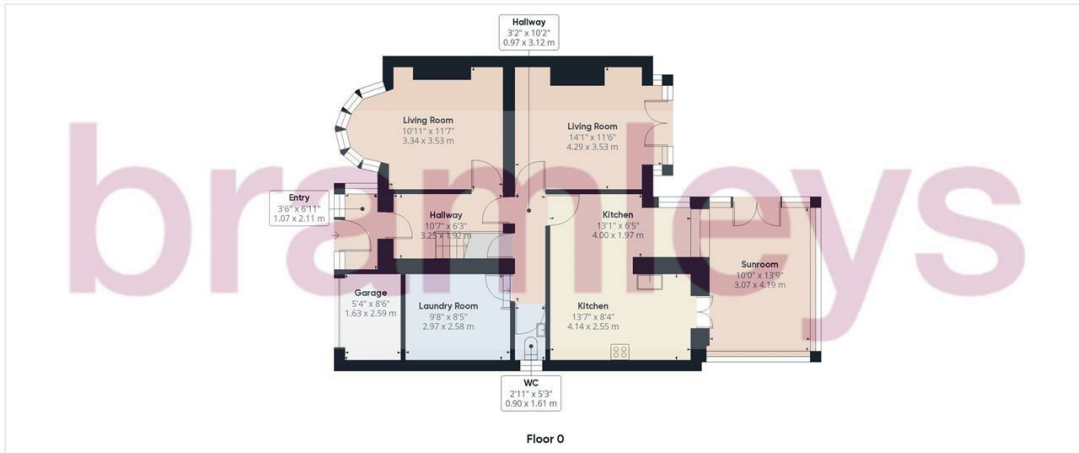 Hallway
3'2" x 10'2"
0.97 x 3.12 m
Living Room
10'11" x 11'7"
3.34 x 3.53 m
Living Room
14'1" x 11'6"
4.29 x 3.53 m
bramleys
Entry
3'6" x 6'11"
1.07 x 2.11 m
Hallway
10'7" x 6'3"
3.23 x 1.92 m
Kitchen
13'1" x 6'5"
4.00 x 1.97 m
Sunroom
10'0" x 13'9"
3.07 x 4.19 m
Garage
5'4" x 8'6"
1.63 x 2.59 m
Laundry Room
9'8" x 8'5"
2.97 x 2.58 m
Kitchen
13'7" x 8'4"
4.14 x 2.55 m
WC
2'11" x 5'3"
0.90 x 1.61 m
Floor 0